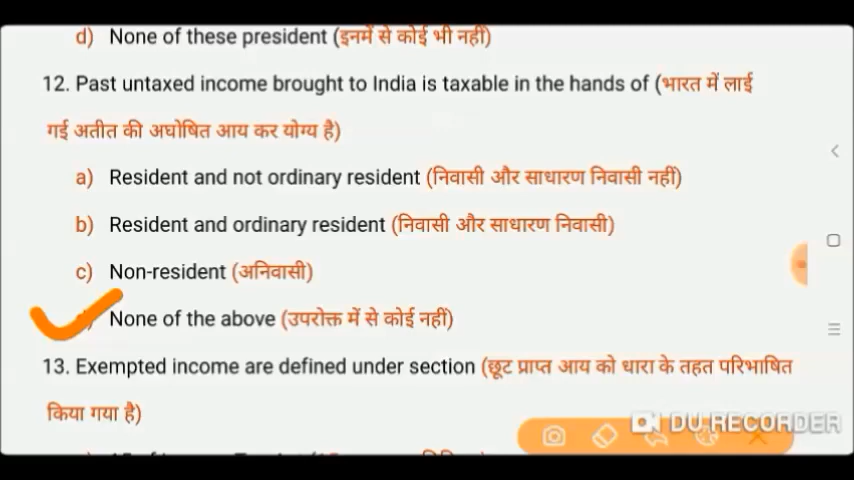 d) None of these president (इनमें से कोई भी नहीं)
12. Past untaxed income brought to India is taxable in the hands of (भारत में लाई
गई अतीत की अघोषित आय कर योग्य है)
a) Resident and not ordinary resident (निवासी और साधारण निवासी नहीं)
b) Resident and ordinary resident (निवासी और साधारण निवासी)
c) Non-resident (अनिवासी)
None of the above (उपरोक्त में से कोई नहीं)
13. Exempted income are defined under section (छूट प्राप्त आय को धारा के तहत परिभाषित
किया गया है)
DU RECORDER